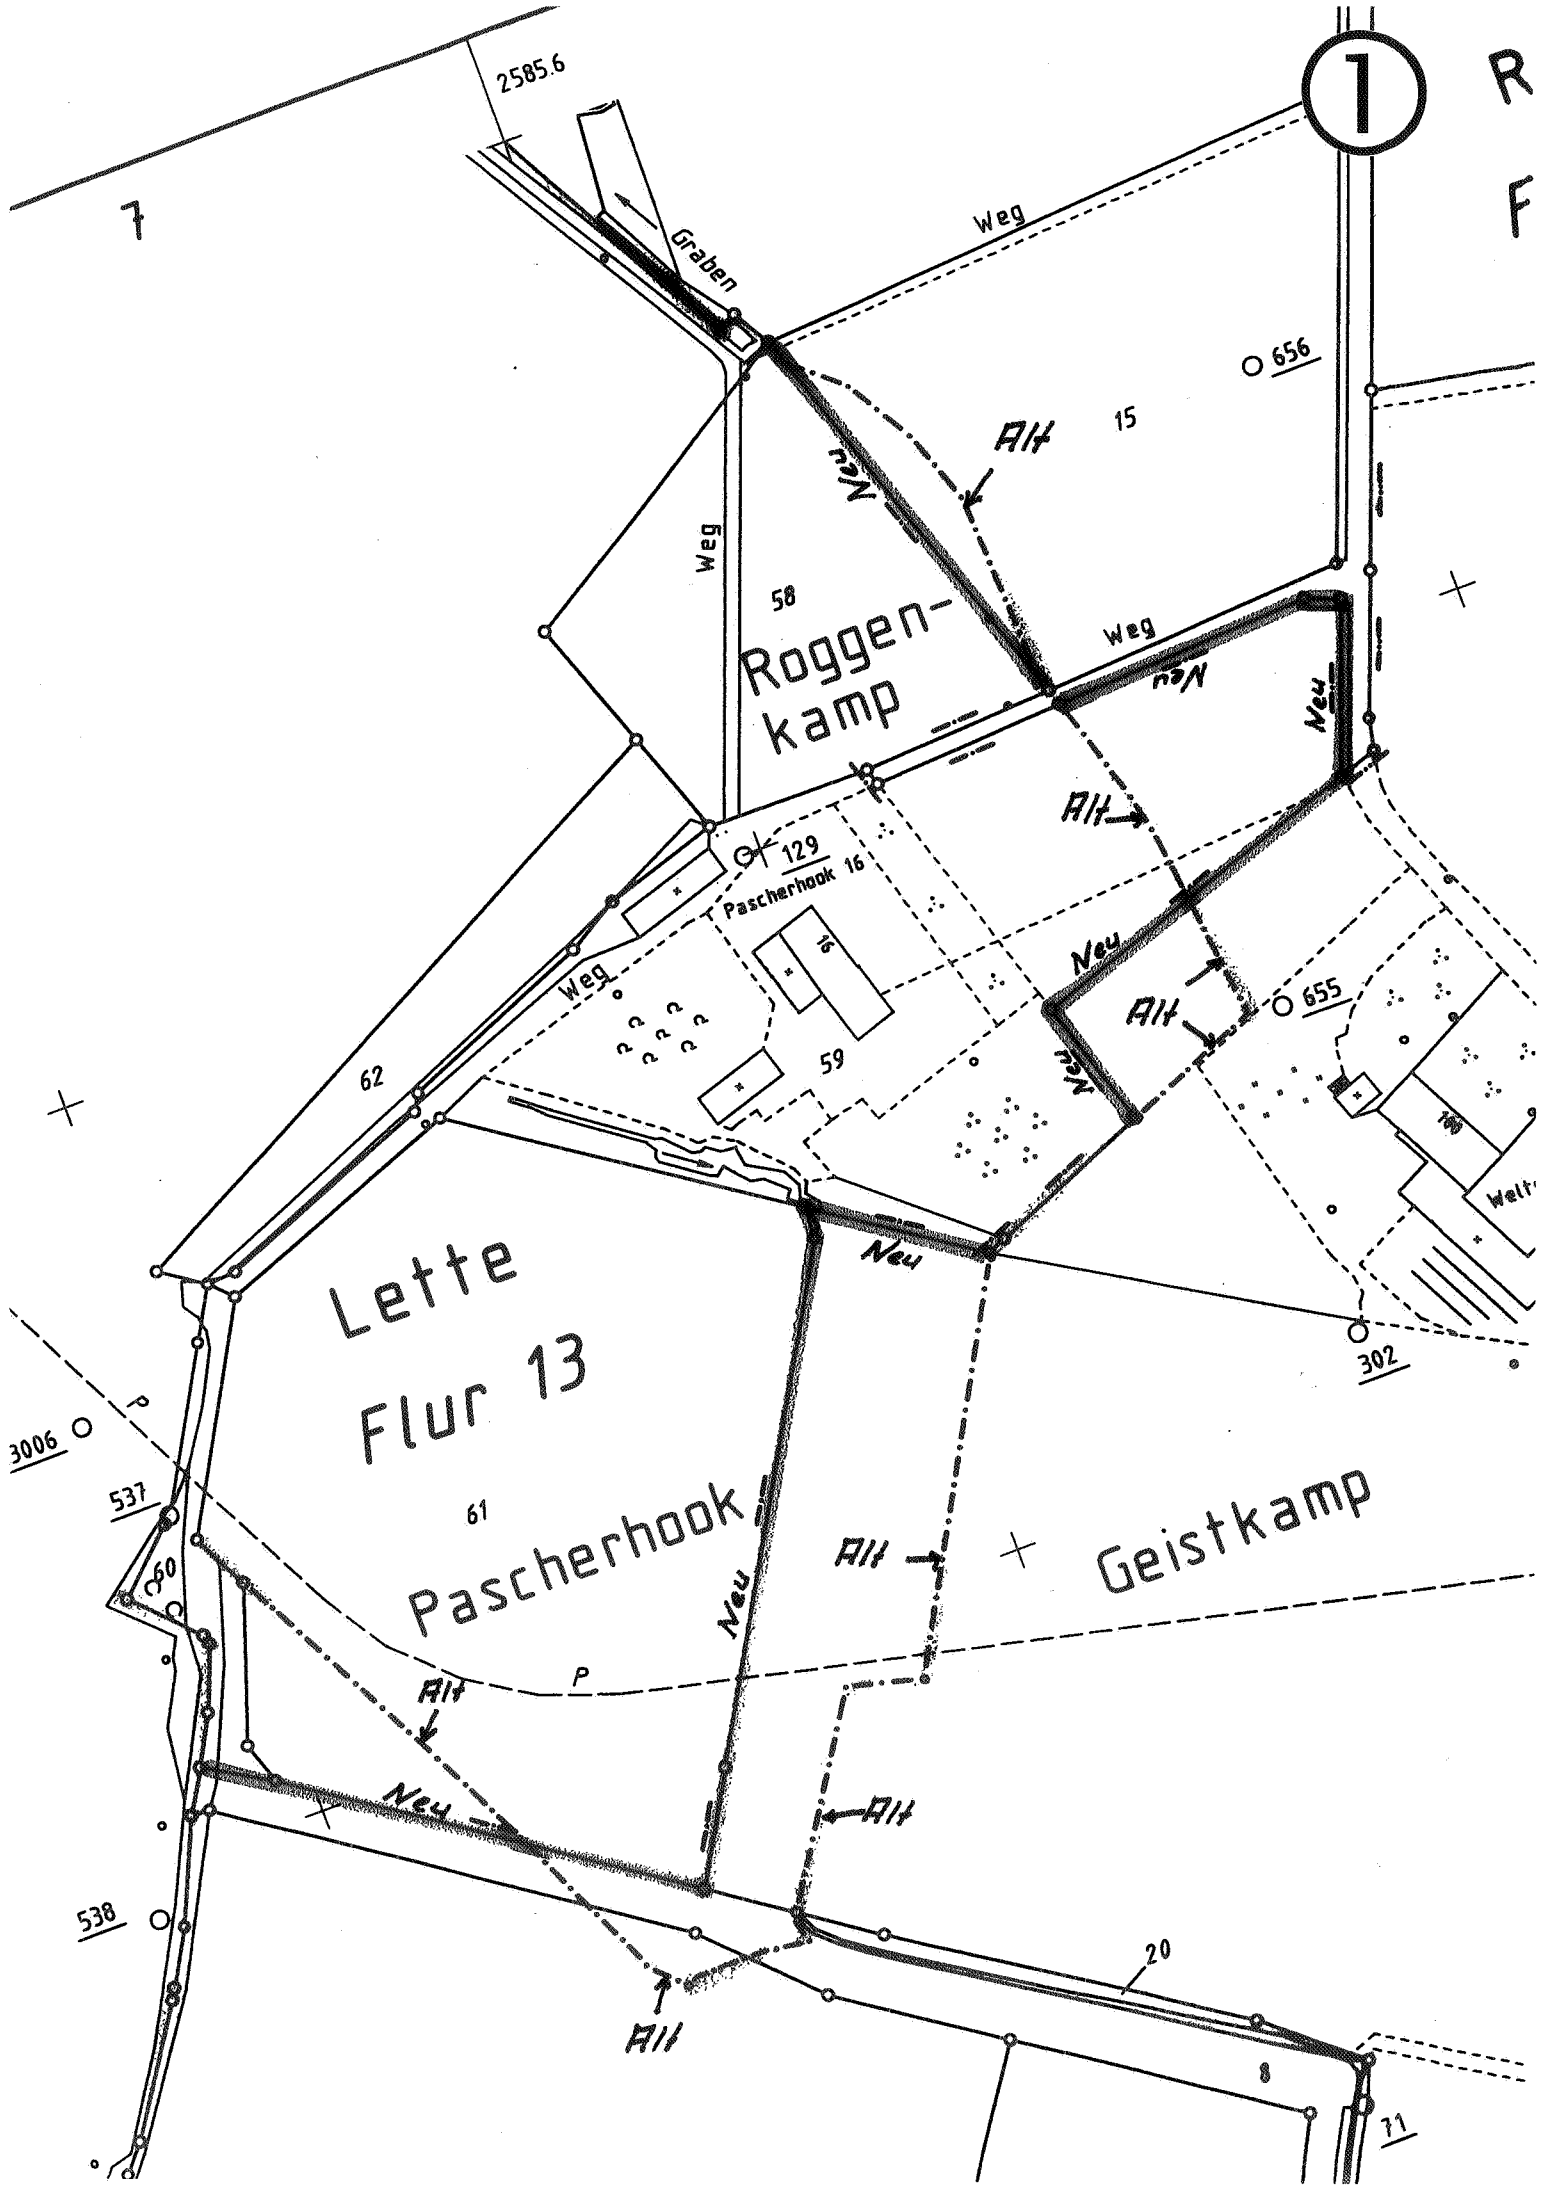 2585.6
1
R
7
F
Graben
Weg
656
Alt
15
Neu
Weg
58
Roggen-
kamp
Weg
Neu
Neu
Alt
129
Pascherhook 16
16
Neu
Weg
Alt
655
62
59
Neu
100
Welt
Neu
Lette
Flur 13
302
P
3006
537
61
Pascherhook
Alt
Geistkamp
60
Neu
P
Alt
Neu
Alt
538
20
Alt
8
71